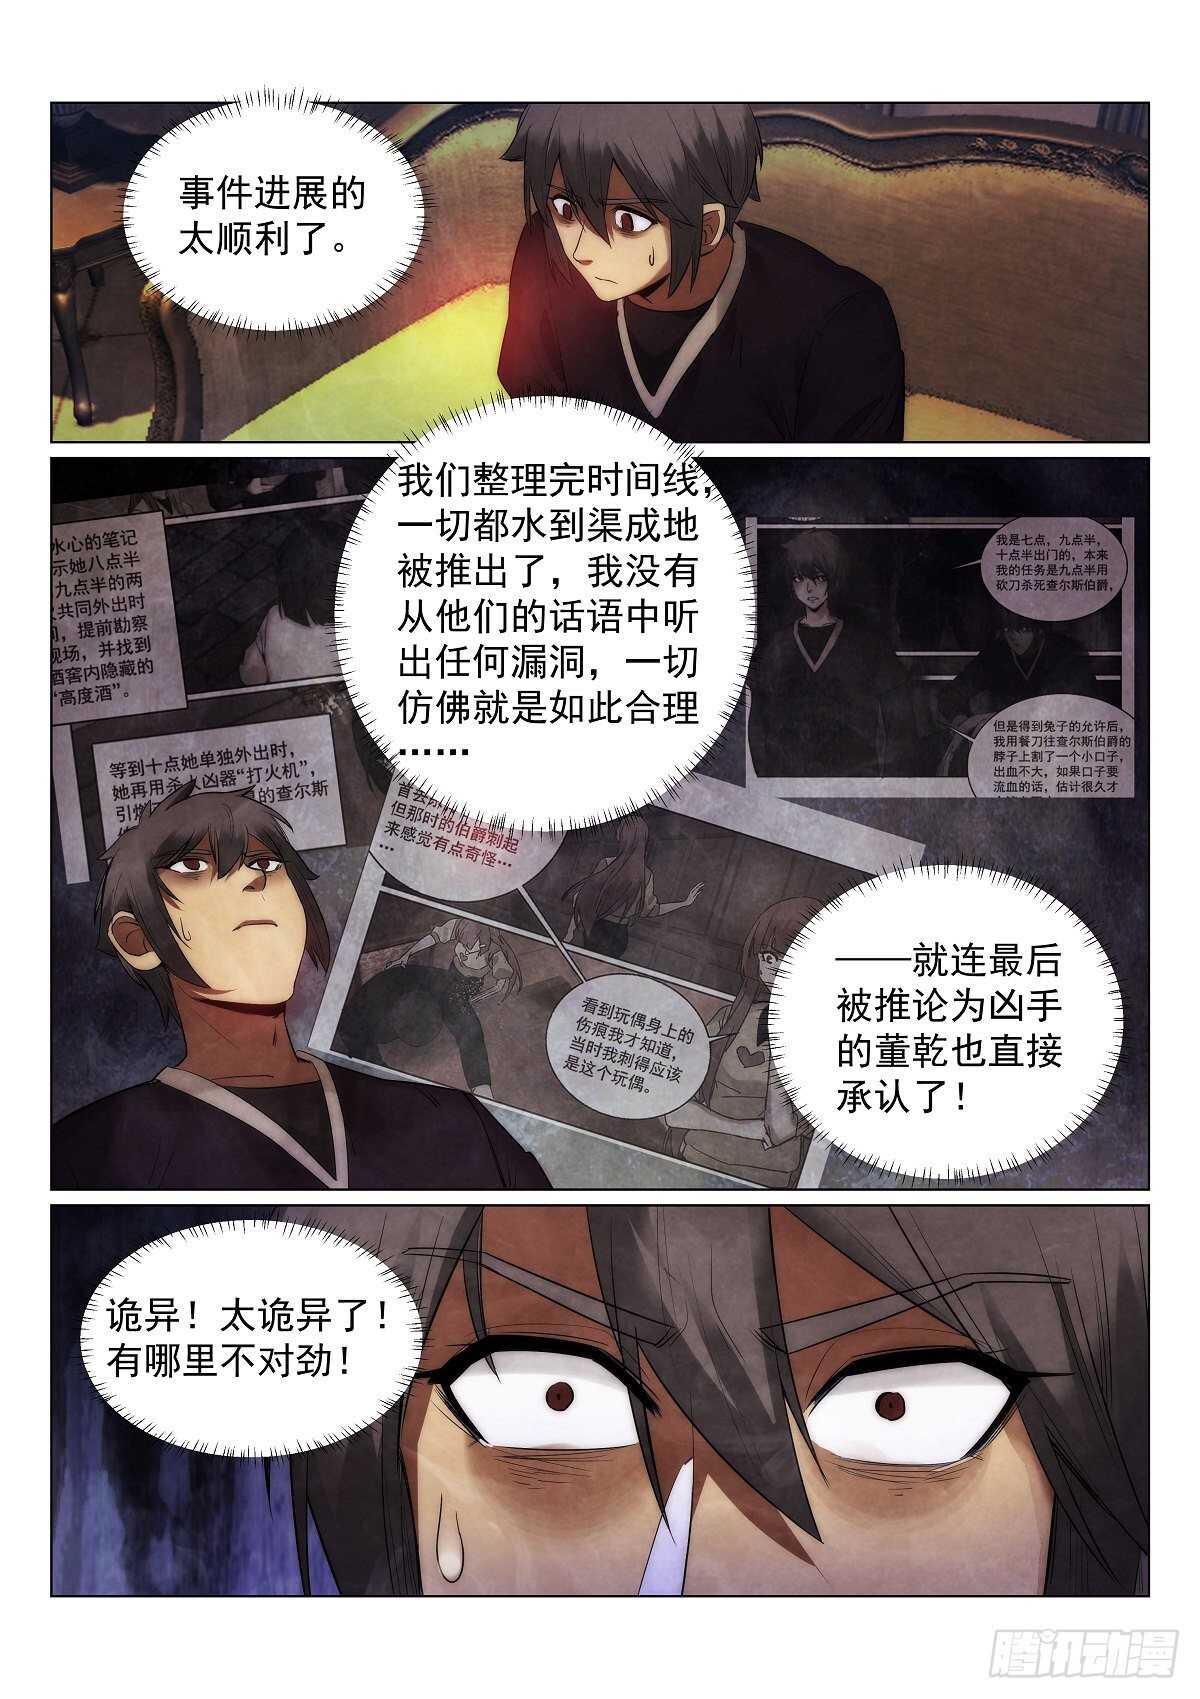 事件进展的
太顺利了。
我们整理完时间线，
一切都水到渠成地
被推出了，我没有
从他们的话语中听
出任何漏洞，一切
仿佛就是如此合理
……
水心的笔记
示她八点半
九点半的两
共同外出时
间，提前勘察
现场，并找到
酒窖内隐藏的
“高度酒”。
等到十点她单独外出时，
她再用杀人凶器“打火机”，
引燃
的查尔斯
我是七点，九点半，
十点半出门的，本来
我的任务是九点半用
砍刀杀死查尔斯伯爵，
但是得到兔子的允许后，
我用餐刀往查尔斯伯爵的
脖子上割了一个小口子，
出血不大，如果口子要
流血的话，估计很久才
但那时的伯爵刺起
来感觉有点奇怪…
…
看到玩偶身上的
伤痕我才知道，
当时我刺得应该
是这个玩偶。
——就连最后
被推论为凶手
的董乾也直接
承认了！
诡异！太诡异了！
有哪里不对劲！
腾讯动漫